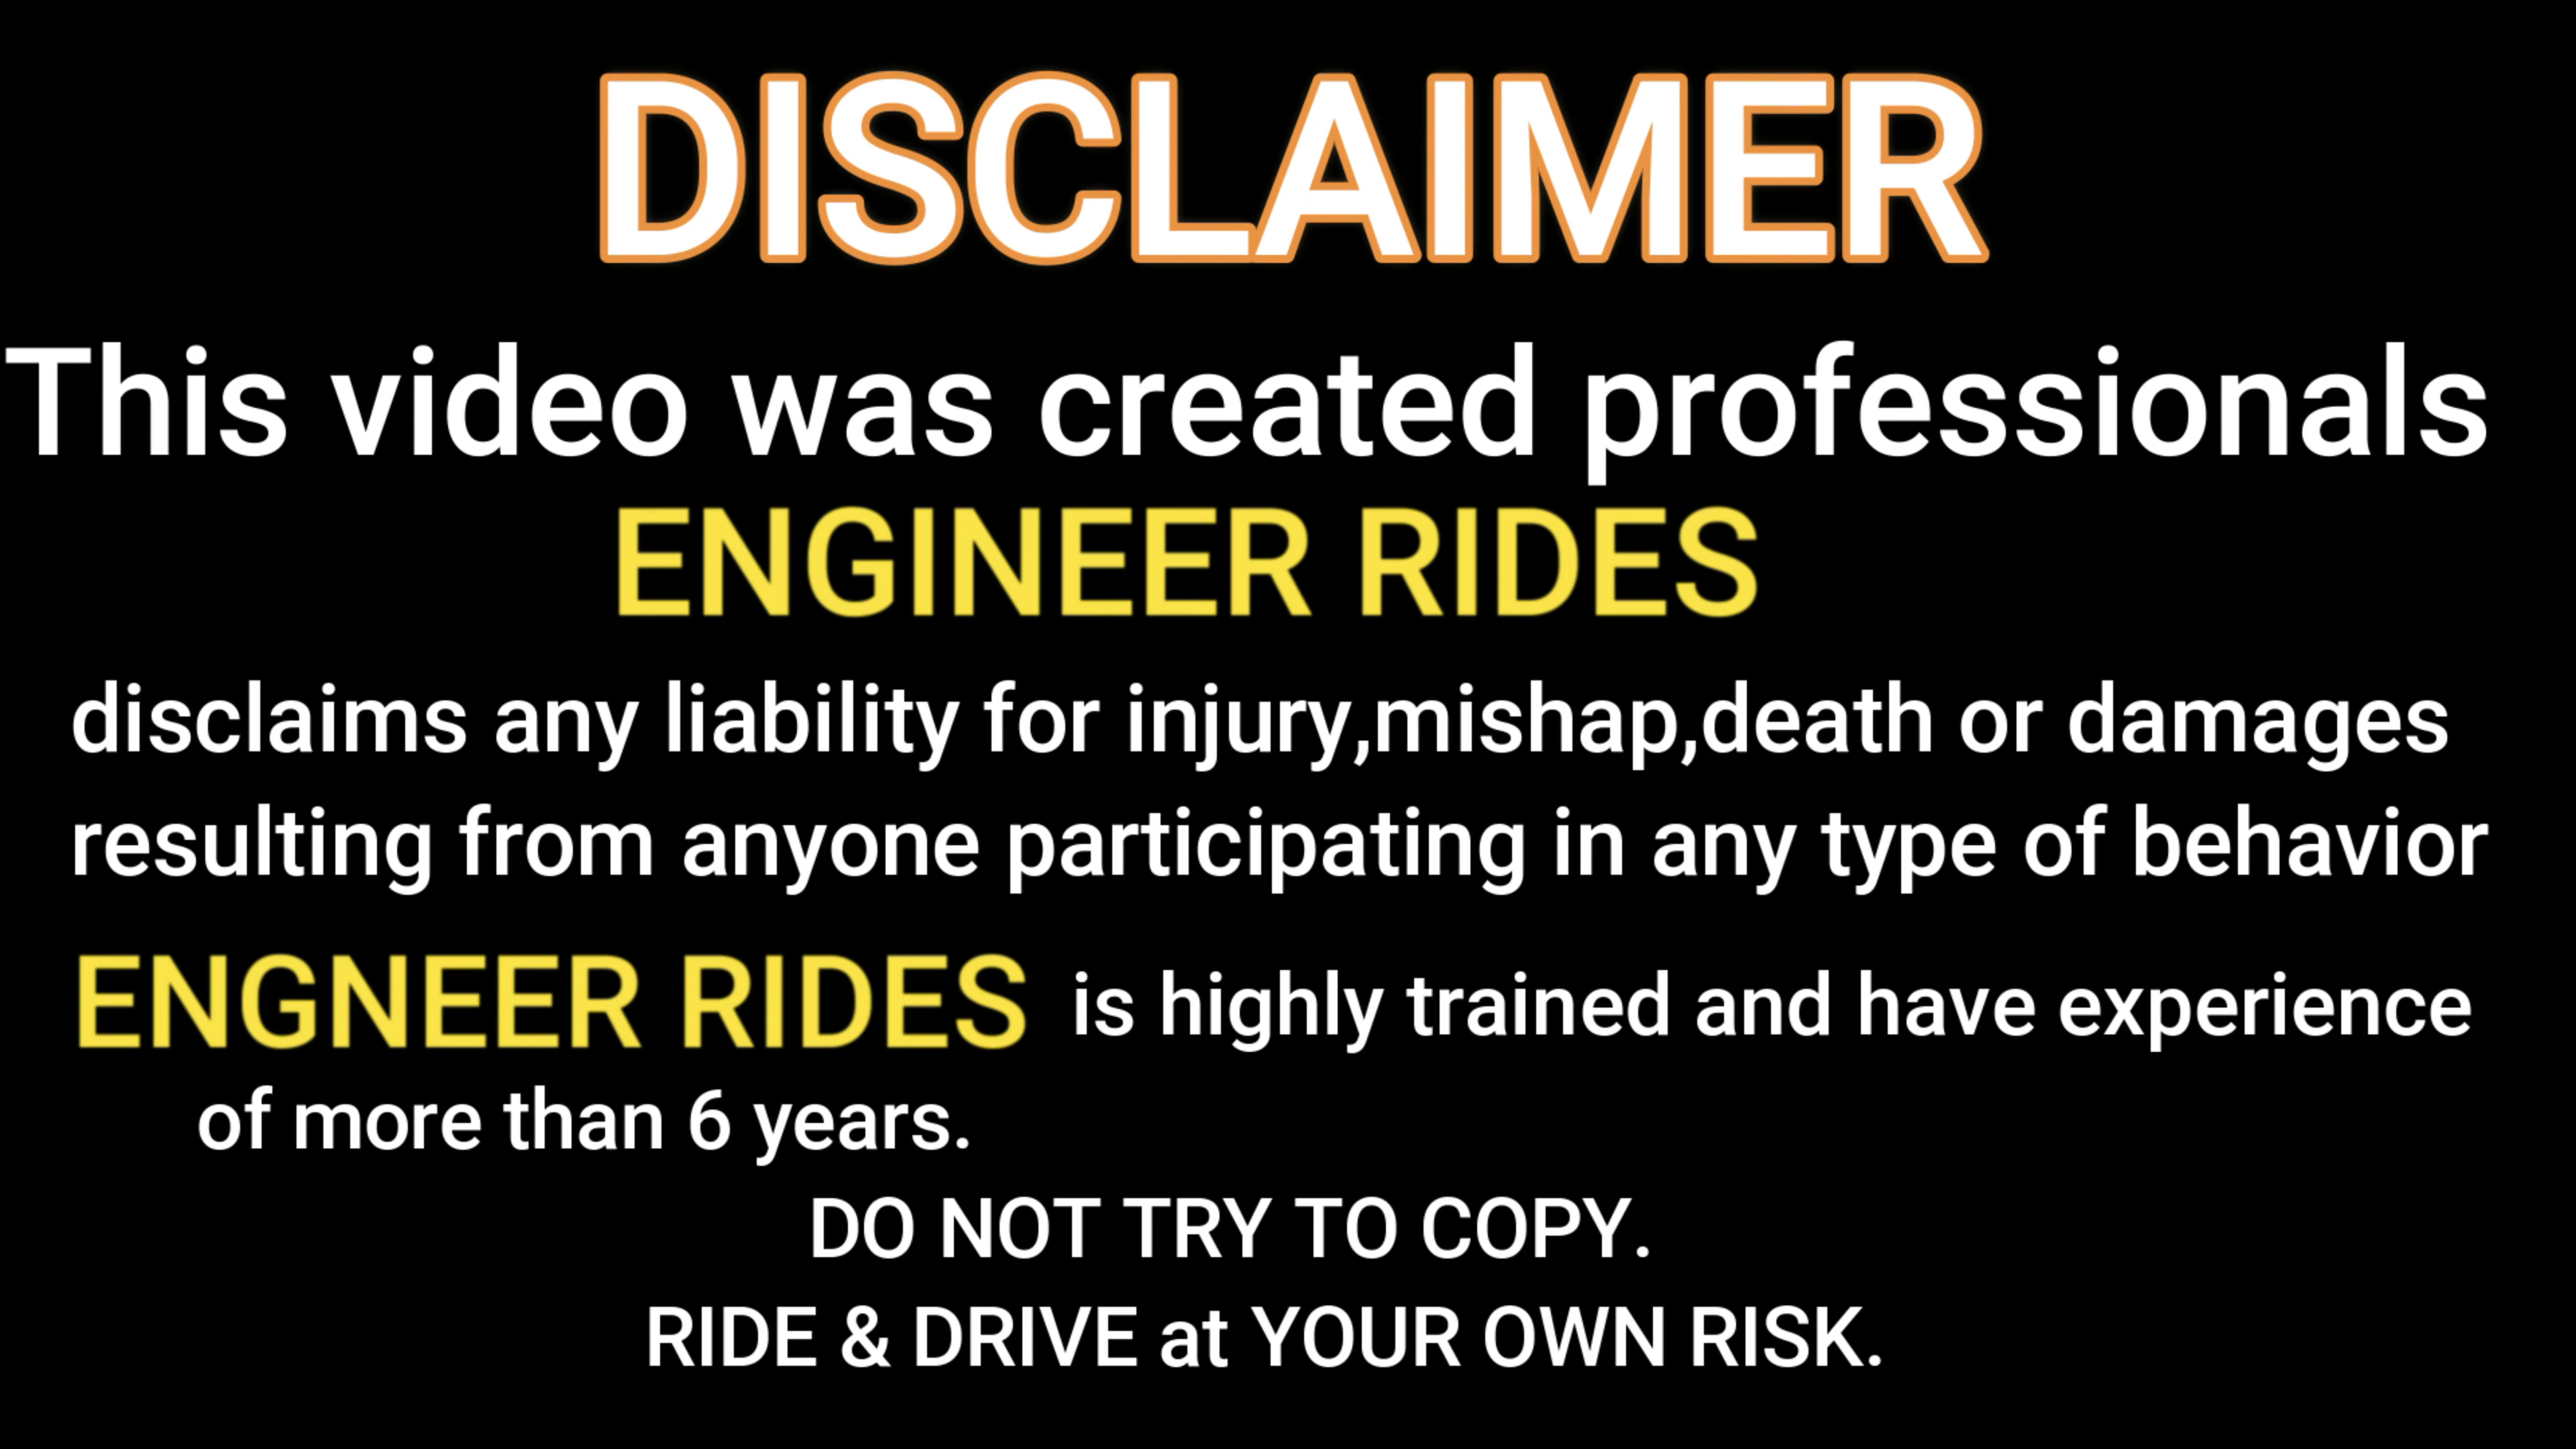 DISCLAIMER
This video was created professionals
ENGINEER RIDES
disclaims any liability for injury,mishap,death or damages
resulting from anyone participating in any type of behavior
ENGNEER RIDES is highly trained and have experience
of more than 6 years.
DO NOT TRY TO COPY.
RIDE & DRIVE at YOUR OWN RISK.